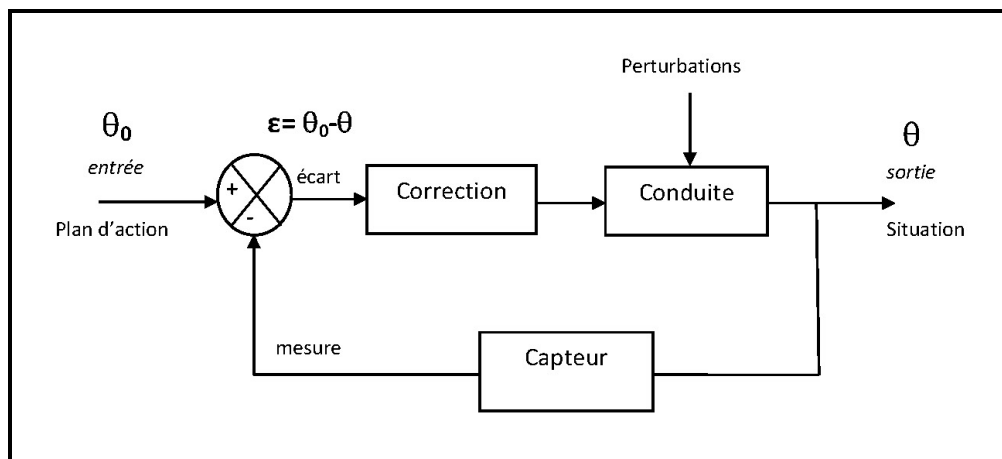 Perturbations
θ₀
ε= θ₀-θ
θ
entrée
écart
sortie
+
-
Correction
Conduite
Plan d’action
Situation
mesure
Capteur